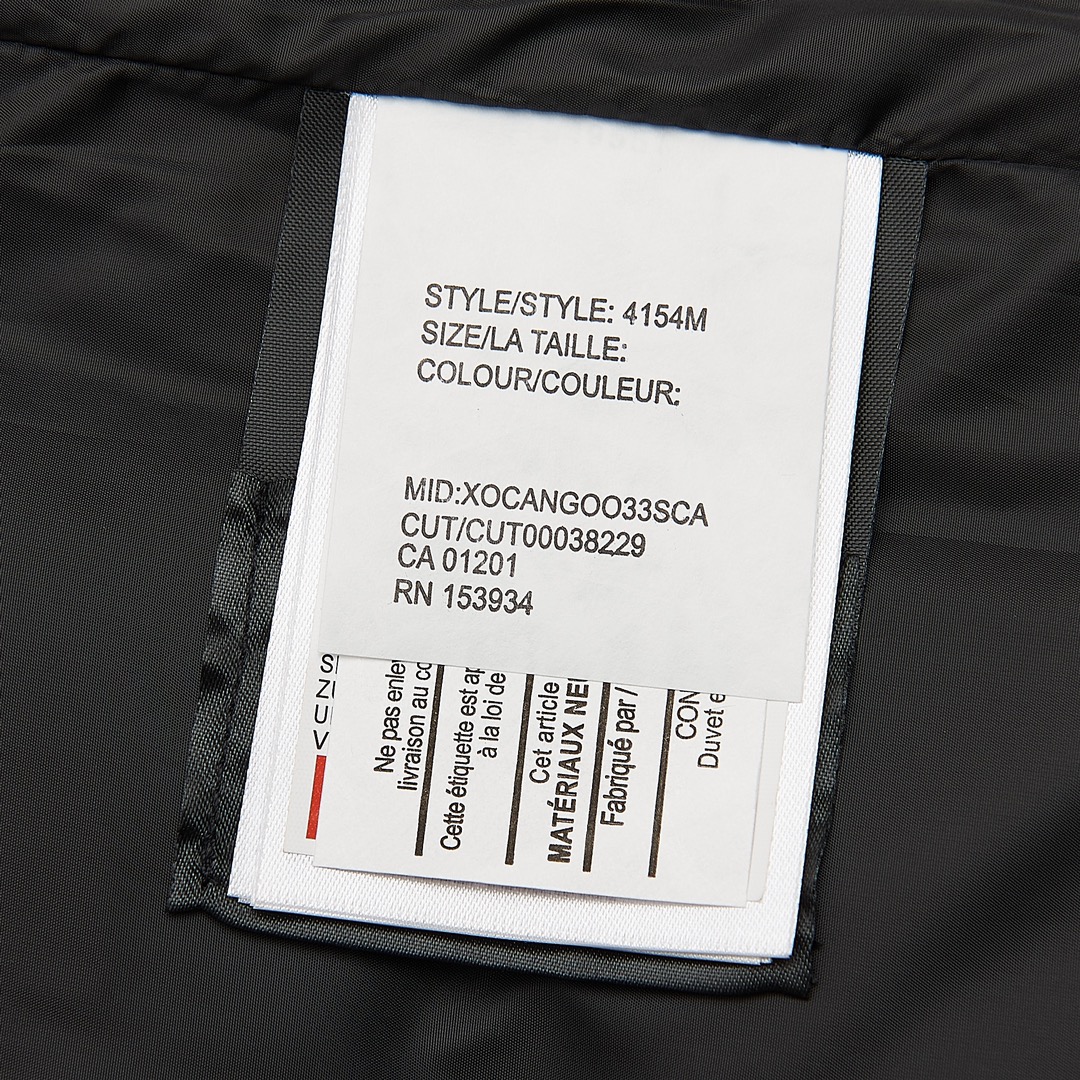 STYLE/STYLE: 4154M
SIZE/LA TAILLE:
COLOUR/COULEUR:
MID:XOCANGOO33SCA
CUT/CUT00038229
CA 01201
RN 153934
Ne pas enle
livraison au
Cette étiquette est
à la loi de
Cet article
MATÉRIAUX
Fabriqué par /
CON
Duvet e